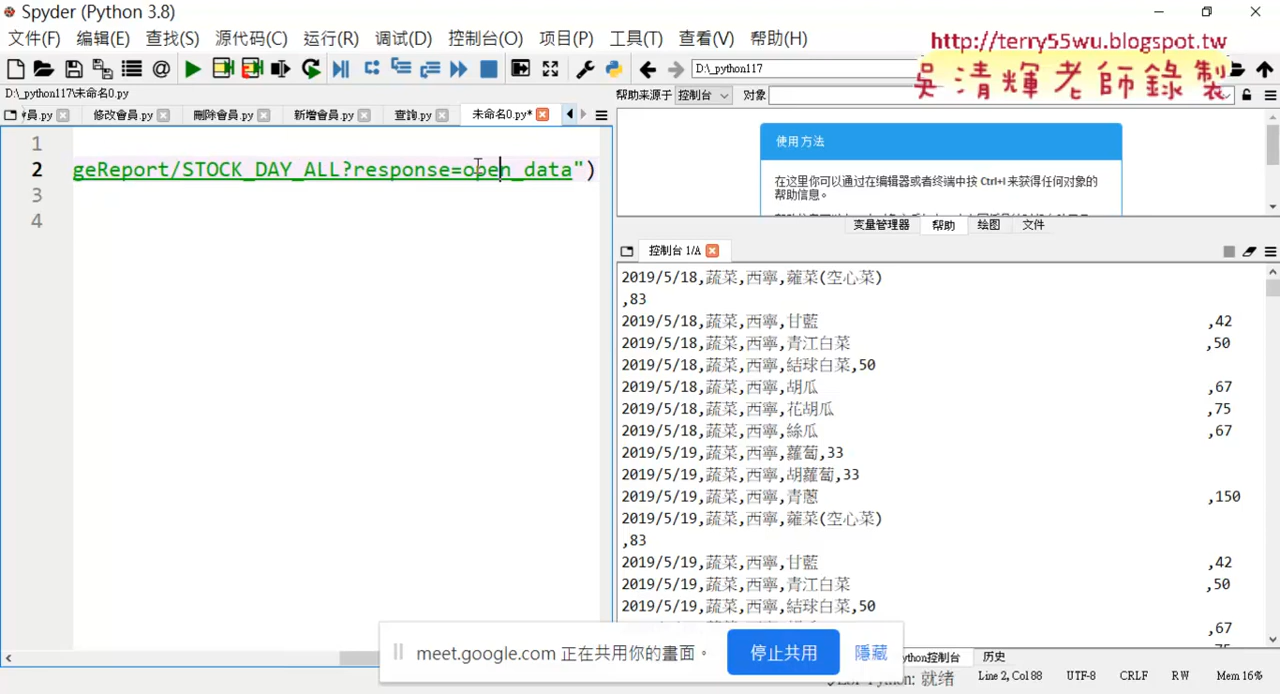 Spyder (Python 3.8)
文件(F) 编辑(E) 查找(S) 源代码(C) 运行(R) 调试(D) 控制台(O) 项目(P) 工具(T) 查看(V) 帮助(H)
http://terry55wu.blogspot.tw
吳清輝老師錄製
D:\_python117
D:\_python117\未命名0.py
帮助来源于 控制台 对象
員.py 修改會員.py 刪除會員.py 新增會員.py 查詢.py 未命名0.py*
1
2 geReport/STOCK_DAY_ALL?response=open_data")
3
4
使用方法
在这里你可以通过在编辑器或者终端中按 Ctrl+I 来获得任何对象的
帮助信息。
变量管理器 帮助 绘图 文件
控制台 1/A
2019/5/18,蔬菜,西寧,蕹菜(空心菜)
,83
2019/5/18,蔬菜,西寧,甘藍 ,42
2019/5/18,蔬菜,西寧,青江白菜 ,50
2019/5/18,蔬菜,西寧,結球白菜,50
2019/5/18,蔬菜,西寧,胡瓜 ,67
2019/5/18,蔬菜,西寧,花胡瓜 ,75
2019/5/18,蔬菜,西寧,絲瓜 ,67
2019/5/19,蔬菜,西寧,蘿蔔,33
2019/5/19,蔬菜,西寧,胡蘿蔔,33
2019/5/19,蔬菜,西寧,青蔥 ,150
2019/5/19,蔬菜,西寧,蕹菜(空心菜)
,83
2019/5/19,蔬菜,西寧,甘藍 ,42
2019/5/19,蔬菜,西寧,青江白菜 ,50
2019/5/19,蔬菜,西寧,結球白菜,50
,67
meet.google.com 正在共用你的畫面。 停止共用 隱藏
ython控制台 历史
Python: 就绪 Line 2, Col 88 UTF-8 CRLF RW Mem 16%